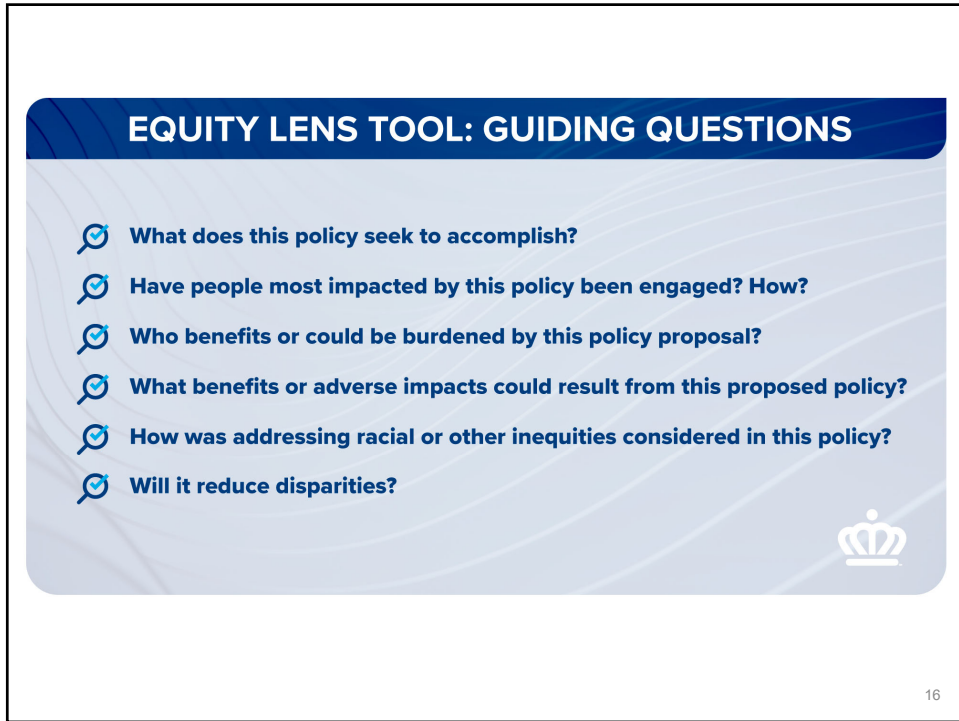 EQUITY LENS TOOL: GUIDING QUESTIONS
What does this policy seek to accomplish?
Have people most impacted by this policy been engaged? How?
Who benefits or could be burdened by this policy proposal?
What benefits or adverse impacts could result from this proposed policy?
How was addressing racial or other inequities considered in this policy?
Will it reduce disparities?
16